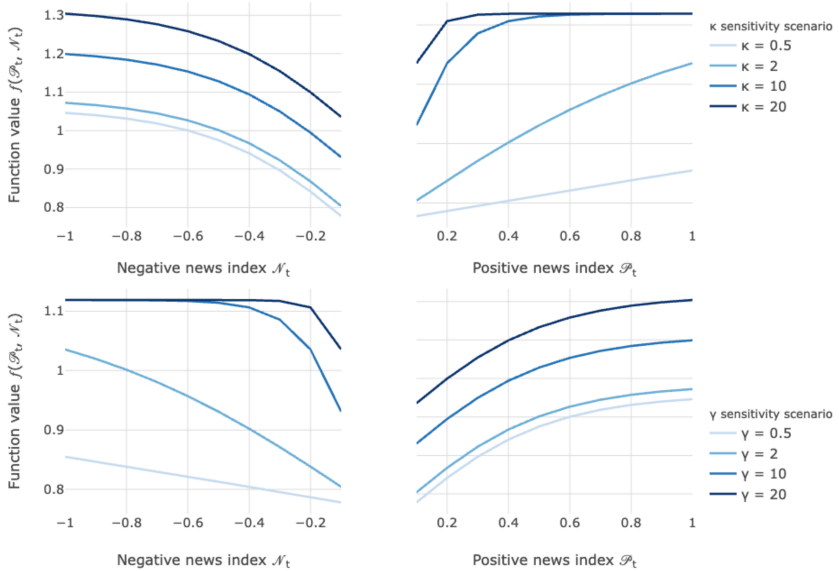 1.3
1.2
1.1
1
0.9
0.8
Function value f(𝒫t, 𝒩t)
−1 −0.8 −0.6 −0.4 −0.2
Negative news index 𝒩t
0.2 0.4 0.6 0.8 1
Positive news index 𝒫t
κ sensitivity scenario
κ = 0.5
κ = 2
κ = 10
κ = 20
1.1
1
0.9
0.8
Function value f(𝒫t, 𝒩t)
−1 −0.8 −0.6 −0.4 −0.2
Negative news index 𝒩t
0.2 0.4 0.6 0.8 1
Positive news index 𝒫t
γ sensitivity scenario
γ = 0.5
γ = 2
γ = 10
γ = 20